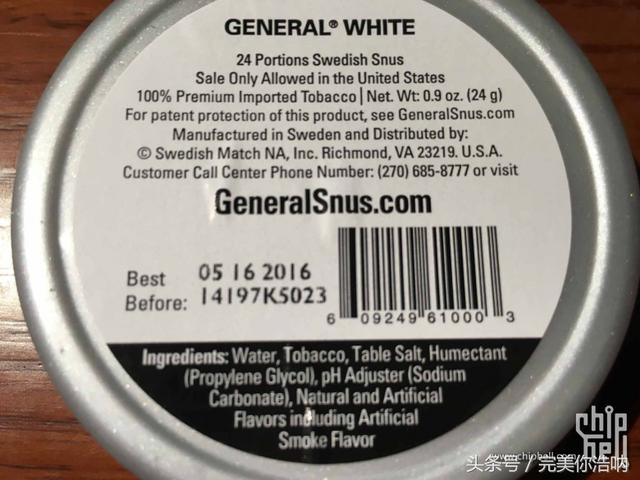 GENERAL® WHITE
24 Portions Swedish Snus
Sale Only Allowed in the United States
100% Premium Imported Tobacco | Net. Wt: 0.9 oz. (24 g)
For patent protection of this product, see GeneralSnus.com
Manufactured in Sweden and Distributed by:
© Swedish Match NA, Inc. Richmond, VA 23219. U.S.A.
Customer Call Center Phone Number: (270) 685-8777 or visit
GeneralSnus.com
Best 05 16 2016
Before: 14197K5023
6 09249 61000 3
Ingredients: Water, Tobacco, Table Salt, Humectant
(Propylene Glycol), pH Adjuster (Sodium
Carbonate), Natural and Artificial
Flavors including Artificial
Smoke Flavor
chip
hell
www.chiphell.com
头条号 / 完美你浩呐